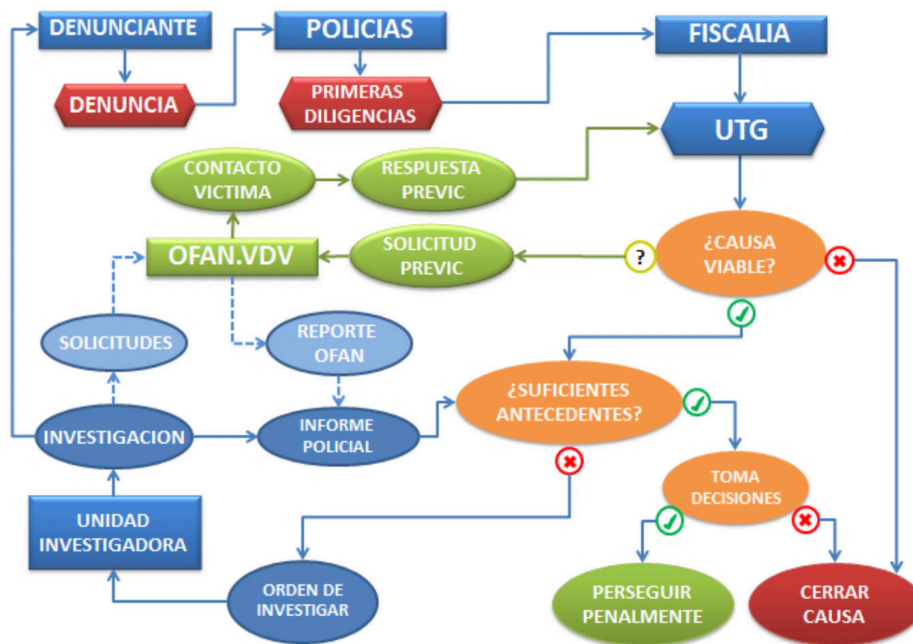 DENUNCIANTE
POLICIAS
FISCALIA
DENUNCIA
PRIMERAS
DILIGENCIAS
UTG
CONTACTO
VICTIMA
RESPUESTA
PREVIC
OFAN.VDV
SOLICITUD
PREVIC
?
¿CAUSA
VIABLE?
SOLICITUDES
REPORTE
OFAN
¿SUFICIENTES
ANTECEDENTES?
INVESTIGACION
INFORME
POLICIAL
TOMA
DECISIONES
UNIDAD
INVESTIGADORA
ORDEN DE
INVESTIGAR
PERSEGUIR
PENALMENTE
CERRAR
CAUSA